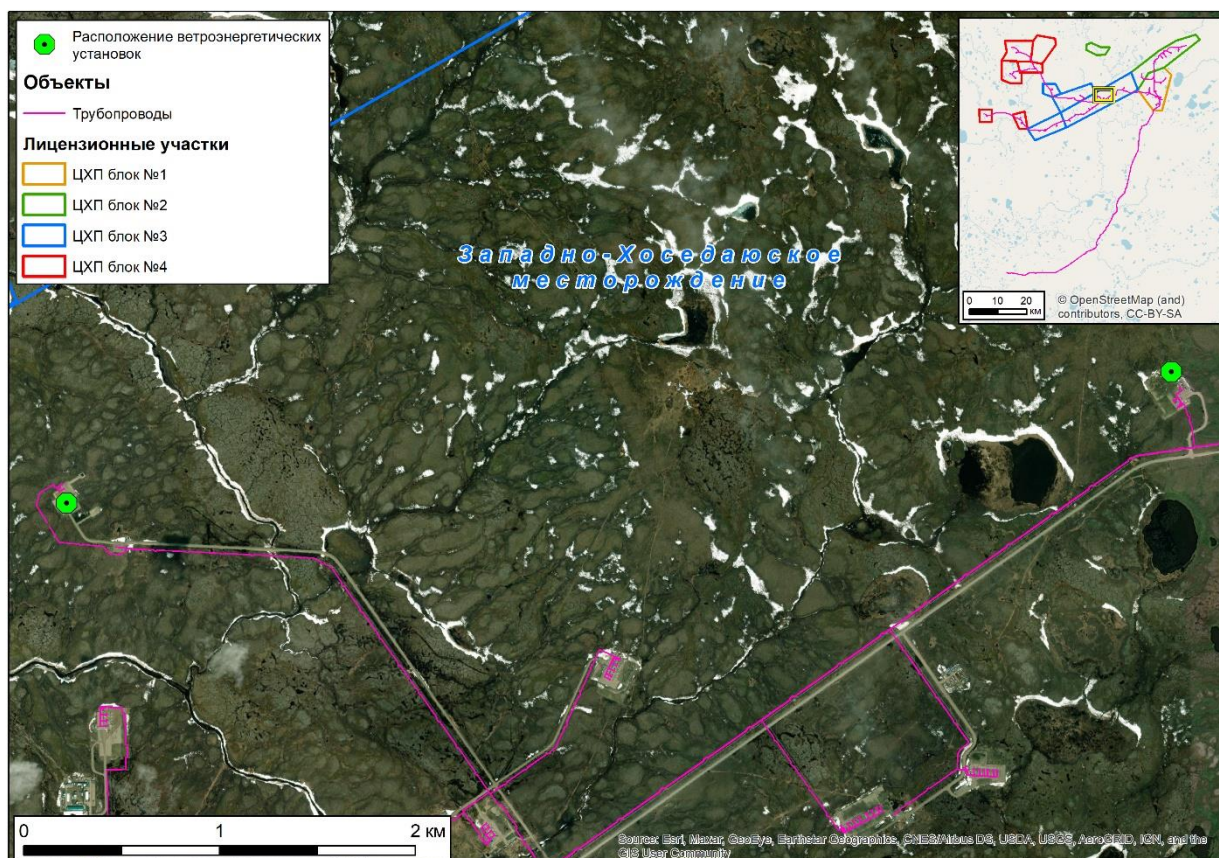 Расположение ветроэнергетических
установок
Объекты
Трубопроводы
Лицензионные участки
ЦХП блок №1
ЦХП блок №2
ЦХП блок №3
ЦХП блок №4
Западно-Хоседаюское
месторождение
0 10 20
км
© OpenStreetMap (and)
contributors, CC-BY-SA
0 1 2 км
Source: Esri, Maxar, GeoEye, Earthstar Geographics, CNES/Airbus DS, USDA, USGS, AeroGRID, IGN, and the
GIS User Community